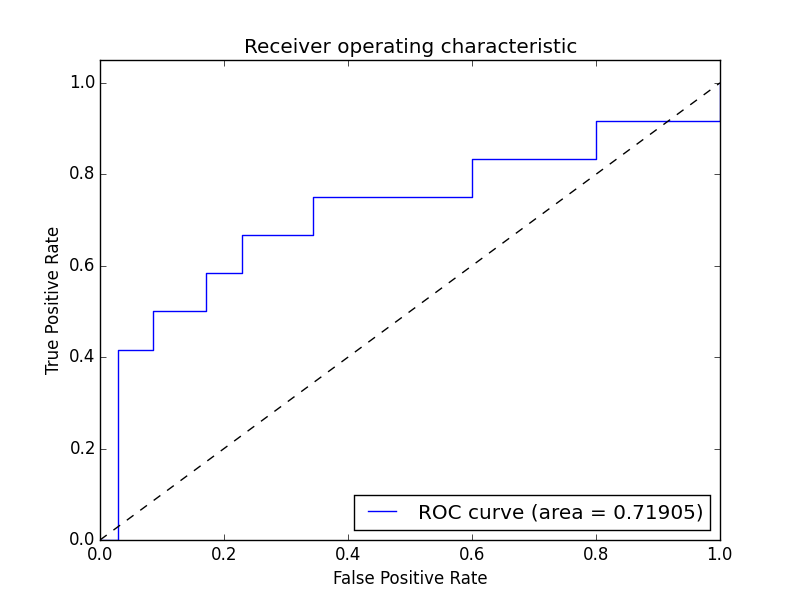 Receiver operating characteristic
1.0
0.8
0.6
0.4
0.2
0.0
True Positive Rate
ROC curve (area = 0.71905)
0.0 0.2 0.4 0.6 0.8 1.0
False Positive Rate